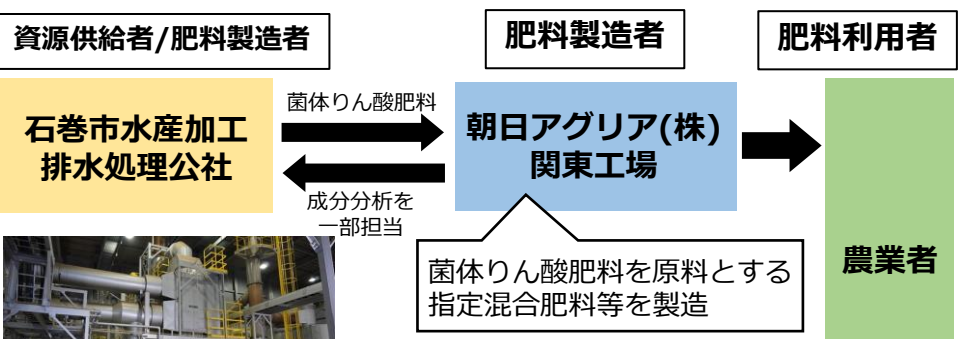 資源供給者/肥料製造者
肥料製造者
肥料利用者
石巻市水産加工
排水処理公社
菌体りん酸肥料
成分分析を
一部担当
朝日アグリア(株)
関東工場
菌体りん酸肥料を原料とする
指定混合肥料等を製造
農業者